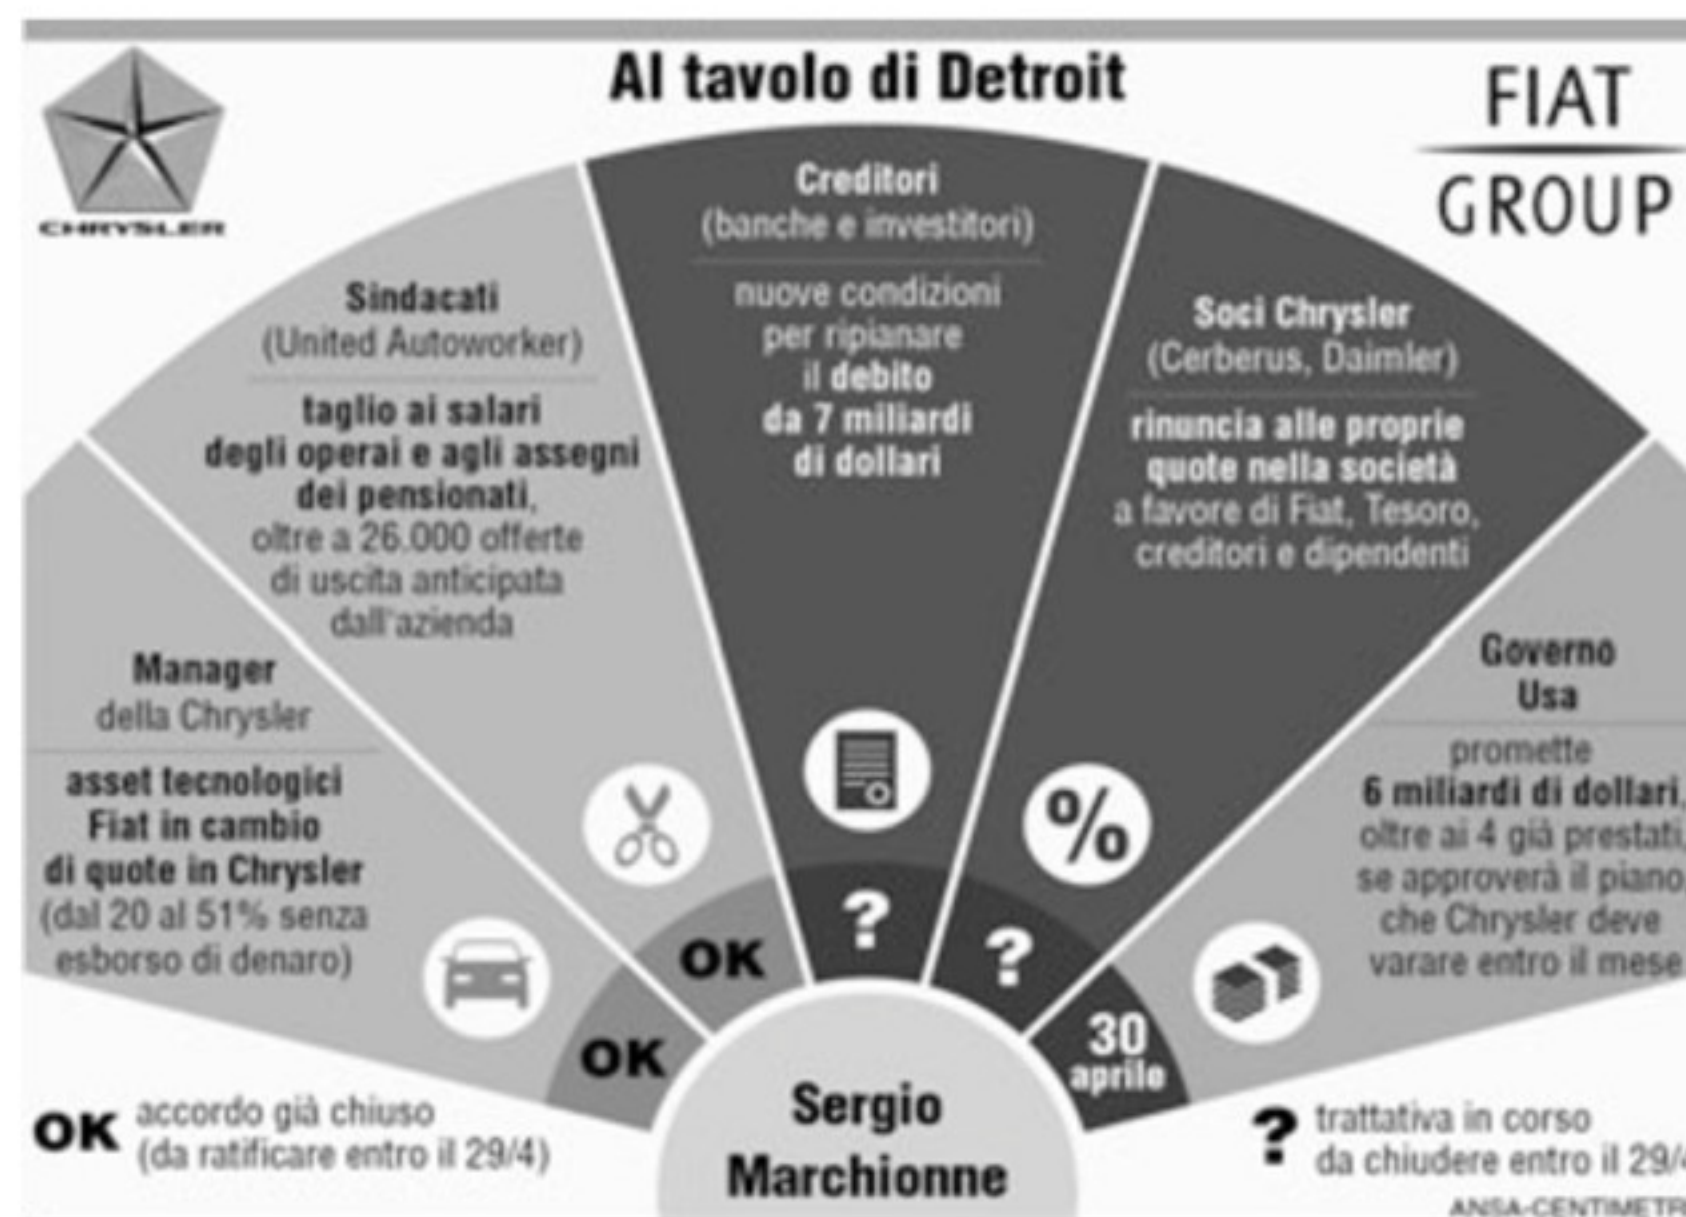 Al tavolo di Detroit
CHRYSLER
FIAT
GROUP
Manager
della Chrysler
asset tecnologici
Fiat in cambio
di quote in Chrysler
(dal 20 al 51% senza
esborso di denaro)
OK
Sindacati
(United Autoworker)
taglio ai salari
degli operai e agli assegni
dei pensionati,
oltre a 26.000 offerte
di uscita anticipata
dall'azienda
OK
Creditori
(banche e investitori)
nuove condizioni
per ripianare
il debito
da 7 miliardi
di dollari
?
Soci Chrysler
(Cerberus, Daimler)
rinuncia alle proprie
quote nella società
a favore di Fiat, Tesoro,
creditori e dipendenti
%
?
Governo
Usa
promette
6 miliardi di dollari,
oltre ai 4 già prestati,
se approverà il piano
che Chrysler deve
varare entro il mese
30
aprile
Sergio
Marchionne
OK accordo già chiuso
(da ratificare entro il 29/4)
? trattativa in corso
da chiudere entro il 29/4
ANSA-CENTIMETR